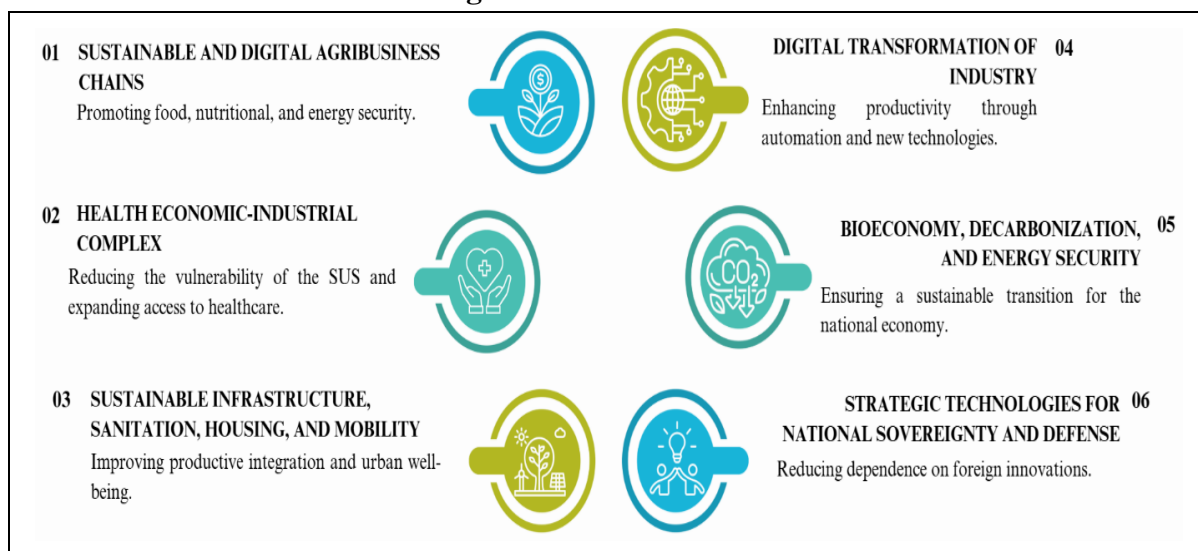 01 SUSTAINABLE AND DIGITAL AGRIBUSINESS
CHAINS
Promoting food, nutritional, and energy security.
02 HEALTH ECONOMIC-INDUSTRIAL
COMPLEX
Reducing the vulnerability of the SUS and
expanding access to healthcare.
03 SUSTAINABLE INFRASTRUCTURE,
SANITATION, HOUSING, AND MOBILITY
Improving productive integration and urban well-
being.
DIGITAL TRANSFORMATION OF 04
INDUSTRY
Enhancing productivity through
automation and new technologies.
BIOECONOMY, DECARBONIZATION, 05
AND ENERGY SECURITY
CO2
Ensuring a sustainable transition for the
national economy.
STRATEGIC TECHNOLOGIES FOR 06
NATIONAL SOVEREIGNTY AND DEFENSE
Reducing dependence on foreign innovations.